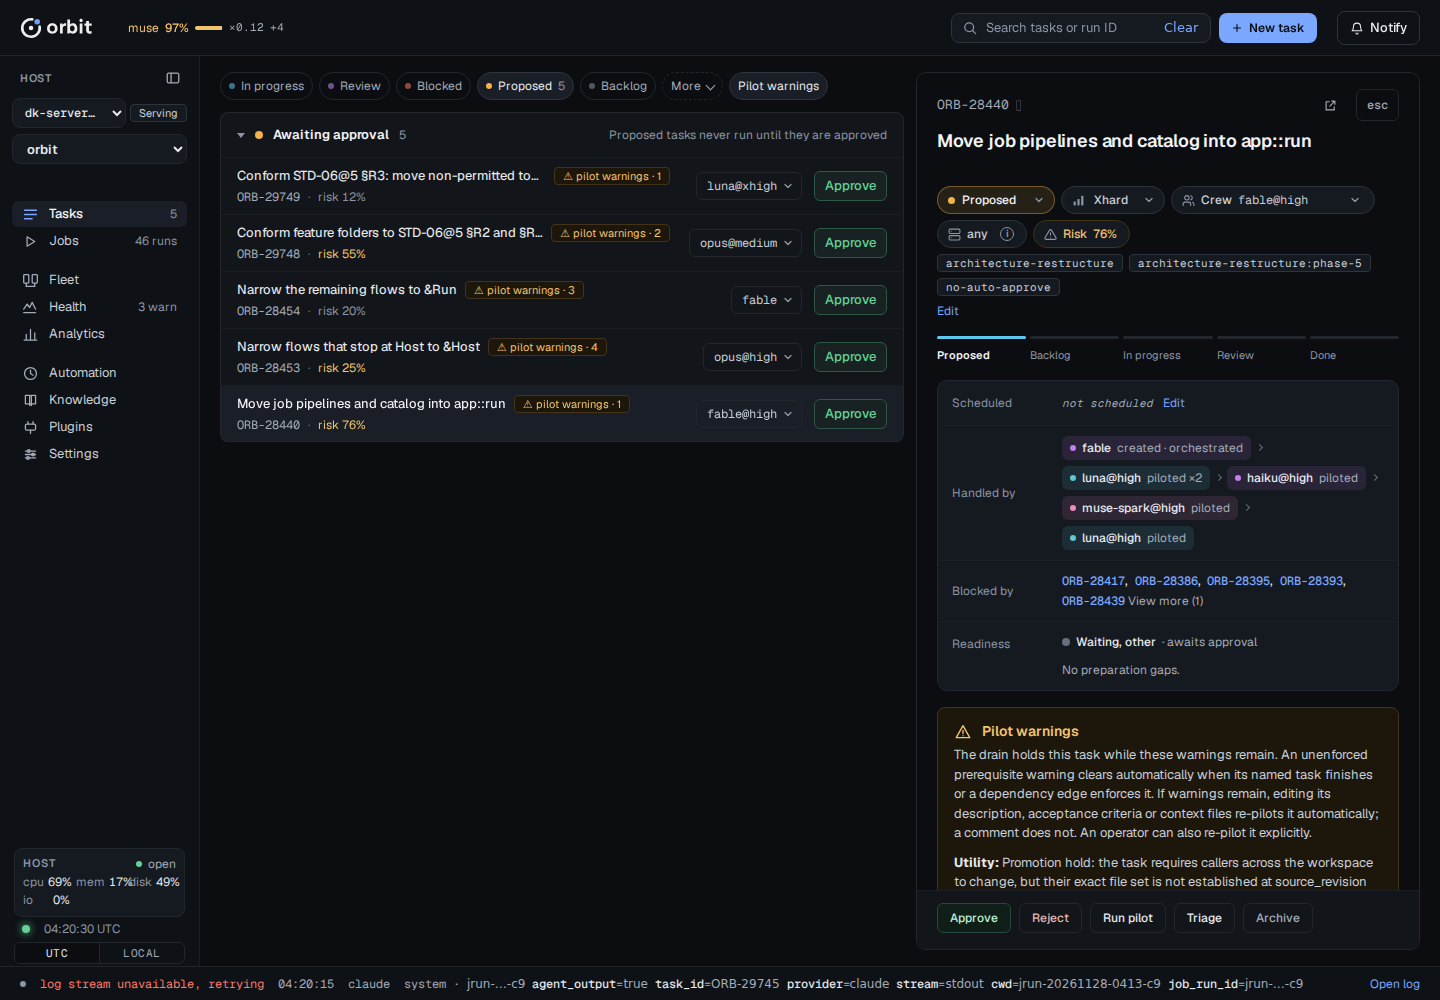 orbit
muse 97% ×0.12 +4
Search tasks or run ID Clear
+ New task
Notify
HOST
dk-server…
Serving
orbit
Tasks 5
Jobs 46 runs
Fleet
Health 3 warn
Analytics
Automation
Knowledge
Plugins
Settings
HOST open
cpu 69% mem 17% disk 49%
io 0%
04:20:30 UTC
UTC LOCAL
In progress
Review
Blocked
Proposed 5
Backlog
More
Pilot warnings
Awaiting approval 5
Proposed tasks never run until they are approved
Conform STD-06@5 §R3: move non-permitted to… ⚠ pilot warnings · 1
ORB-29749 · risk 12%
luna@xhigh
Approve
Conform feature folders to STD-06@5 §R2 and §R… ⚠ pilot warnings · 2
ORB-29748 · risk 55%
opus@medium
Approve
Narrow the remaining flows to &Run ⚠ pilot warnings · 3
ORB-28454 · risk 20%
fable
Approve
Narrow flows that stop at Host to &Host ⚠ pilot warnings · 4
ORB-28453 · risk 25%
opus@high
Approve
Move job pipelines and catalog into app::run ⚠ pilot warnings · 1
ORB-28440 · risk 76%
fable@high
Approve
ORB-28440
esc
Move job pipelines and catalog into app::run
Proposed
Xhard
Crew fable@high
any
Risk 76%
architecture-restructure architecture-restructure:phase-5
no-auto-approve
Edit
Proposed Backlog In progress Review Done
Scheduled not scheduled Edit
Handled by
fable created · orchestrated ›
luna@high piloted ×2 › haiku@high piloted ›
muse-spark@high piloted ›
luna@high piloted
Blocked by
ORB-28417, ORB-28386, ORB-28395, ORB-28393,
ORB-28439 View more (1)
Readiness
Waiting, other · awaits approval
No preparation gaps.
Pilot warnings
The drain holds this task while these warnings remain. An unenforced
prerequisite warning clears automatically when its named task finishes
or a dependency edge enforces it. If warnings remain, editing its
description, acceptance criteria or context files re-pilots it automatically;
a comment does not. An operator can also re-pilot it explicitly.
Utility: Promotion hold: the task requires callers across the workspace
to change, but their exact file set is not established at source_revision
Approve
Reject
Run pilot
Triage
Archive
log stream unavailable, retrying 04:20:15 claude system · jrun-…-c9 agent_output=true task_id=ORB-29745 provider=claude stream=stdout cwd=jrun-20261128-0413-c9 job_run_id=jrun-…-c9
Open log